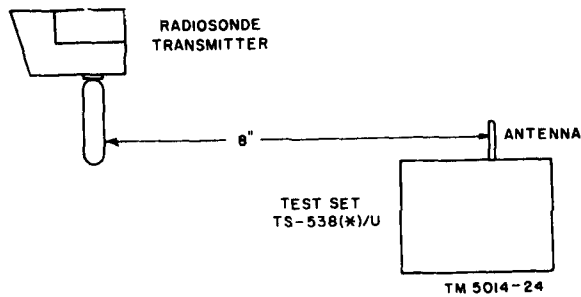 RADIOSONDE
TRANSMITTER
8"
ANTENNA
TEST SET
TS-538(*)/U
TM 5014-24